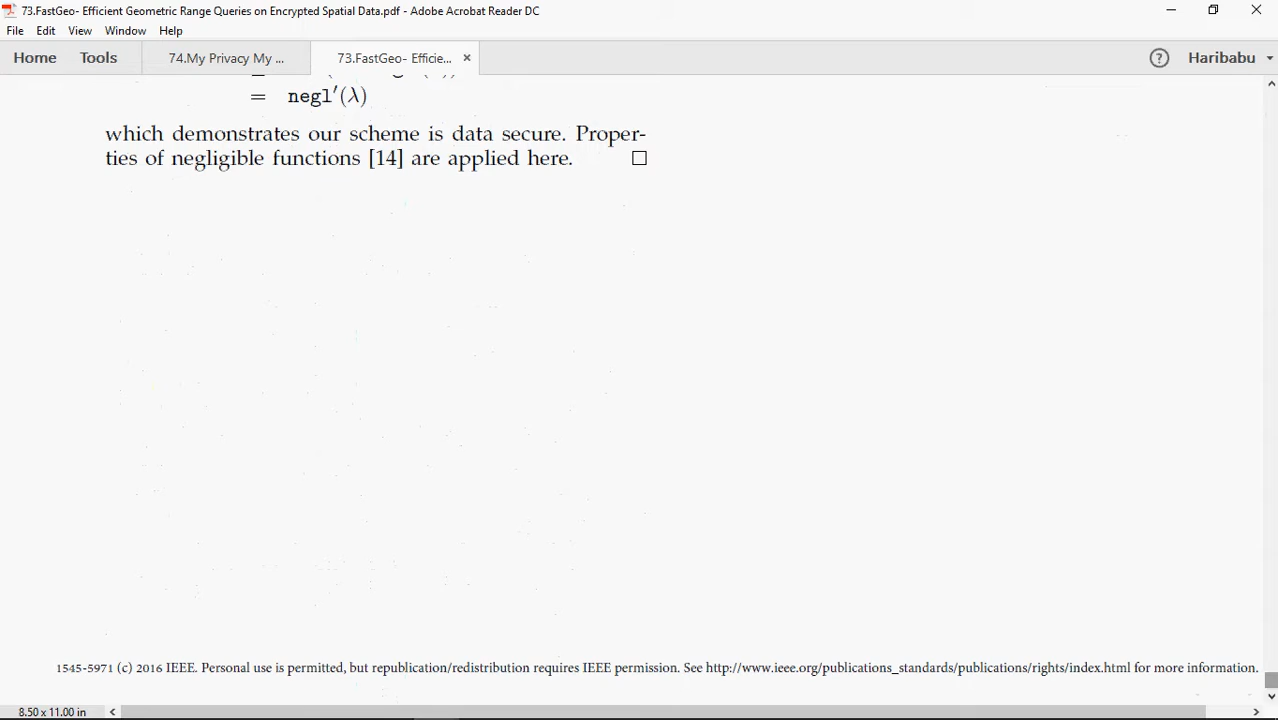 73.FastGeo- Efficient Geometric Range Queries on Encrypted Spatial Data.pdf - Adobe Acrobat Reader DC
File Edit View Window Help
Home Tools 74.My Privacy My ... 73.FastGeo- Efficie... × ? Haribabu
= negl′(λ)
which demonstrates our scheme is data secure. Proper-
ties of negligible functions [14] are applied here. □
1545-5971 (c) 2016 IEEE. Personal use is permitted, but republication/redistribution requires IEEE permission. See http://www.ieee.org/publications_standards/publications/rights/index.html for more information.
8.50 x 11.00 in